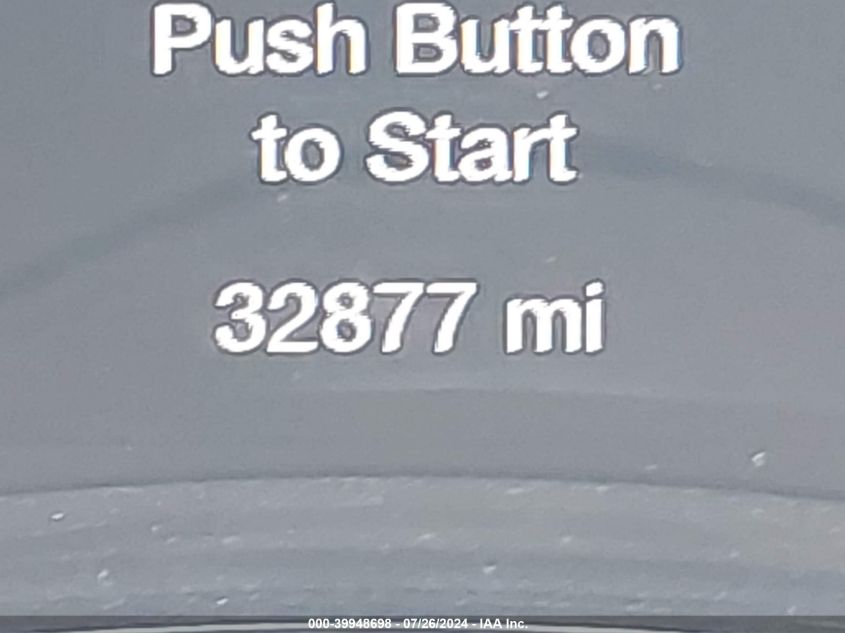 Push Button
to Start
32877 mi
000-39948698 - 07/26/2024 - IAA Inc.